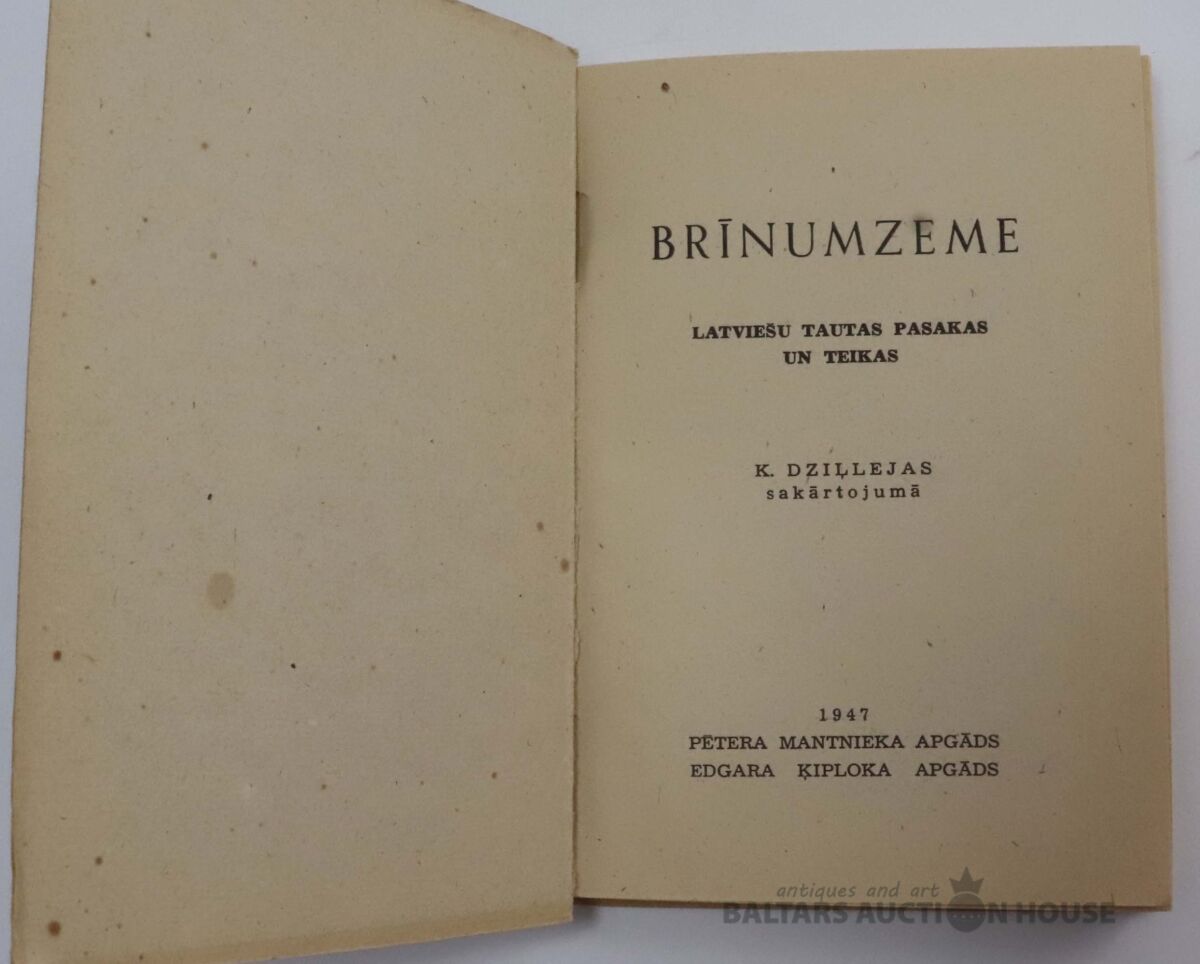 BRĪNUMZEME
LATVIEŠU TAUTAS PASAKAS
UN TEIKAS
K. DZIĻLEJAS
sakārtojumā
1947
PĒTERA MANTNIEKA APGĀDS
EDGARA ĶIPLOKA APGĀDS
antiques and art
BALTARS AUCTION HOUSE